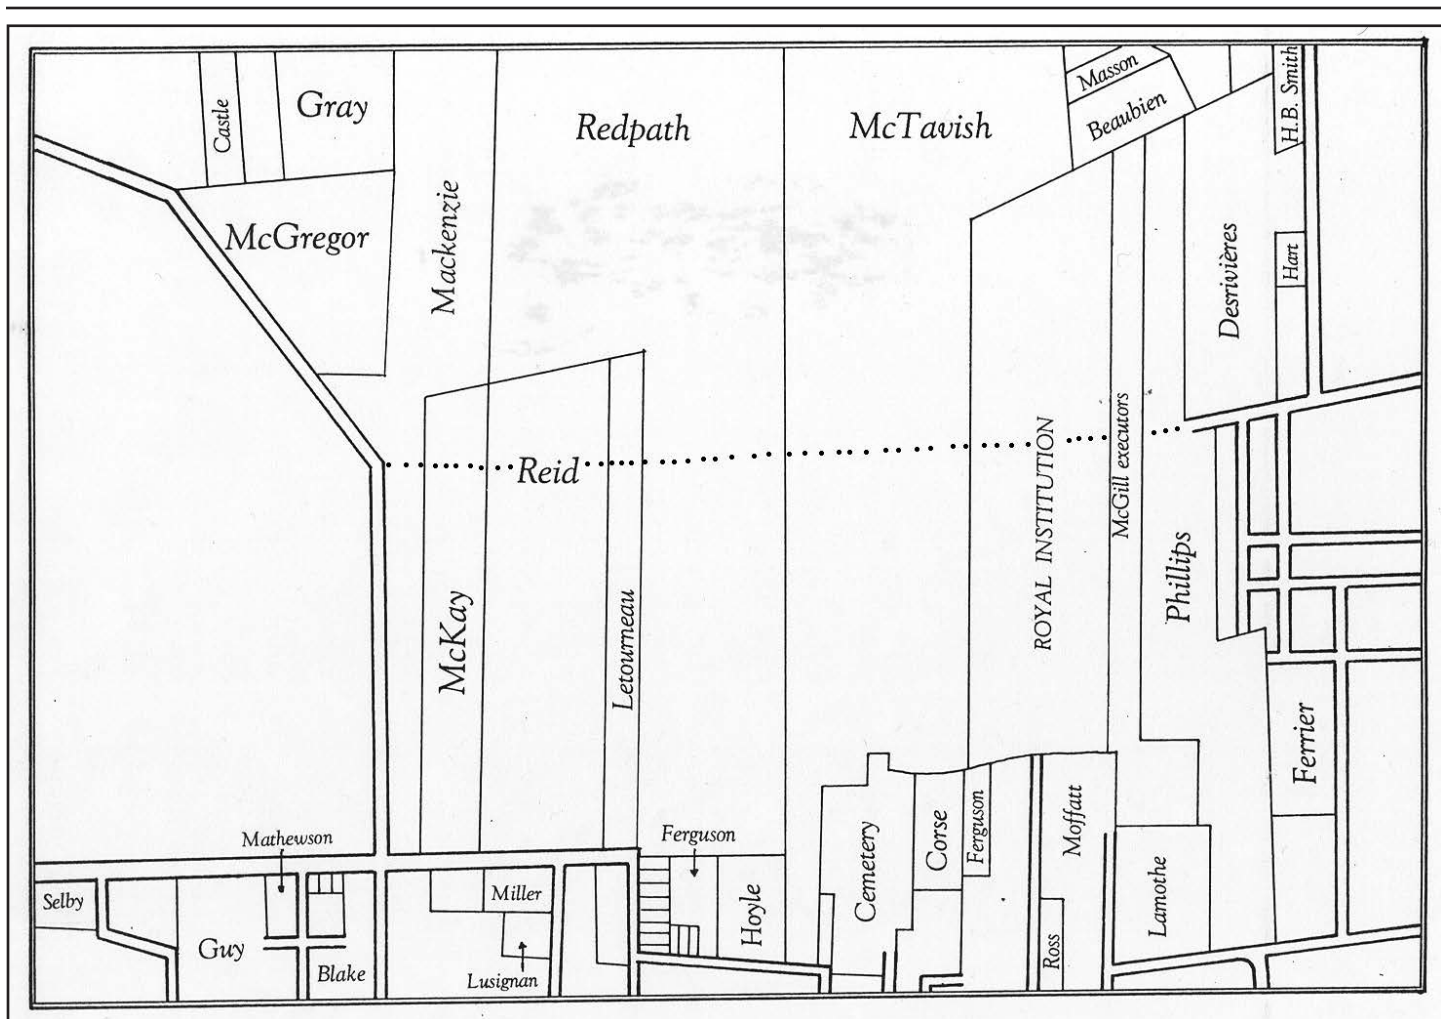 Castle
Gray
Redpath
McTavish
Masson
Beaubien
H.B. Smith
McGregor
Mackenzie
Desrivières
Hart
Reid
ROYAL INSTITUTION
McGill executors
Phillips
McKay
Letourneau
Ferrier
Mathewson
Ferguson
Cemetery
Corse
Ferguson
Moffatt
Lamothe
Selby
Guy
Blake
Miller
Lusignan
Hoyle
Ross